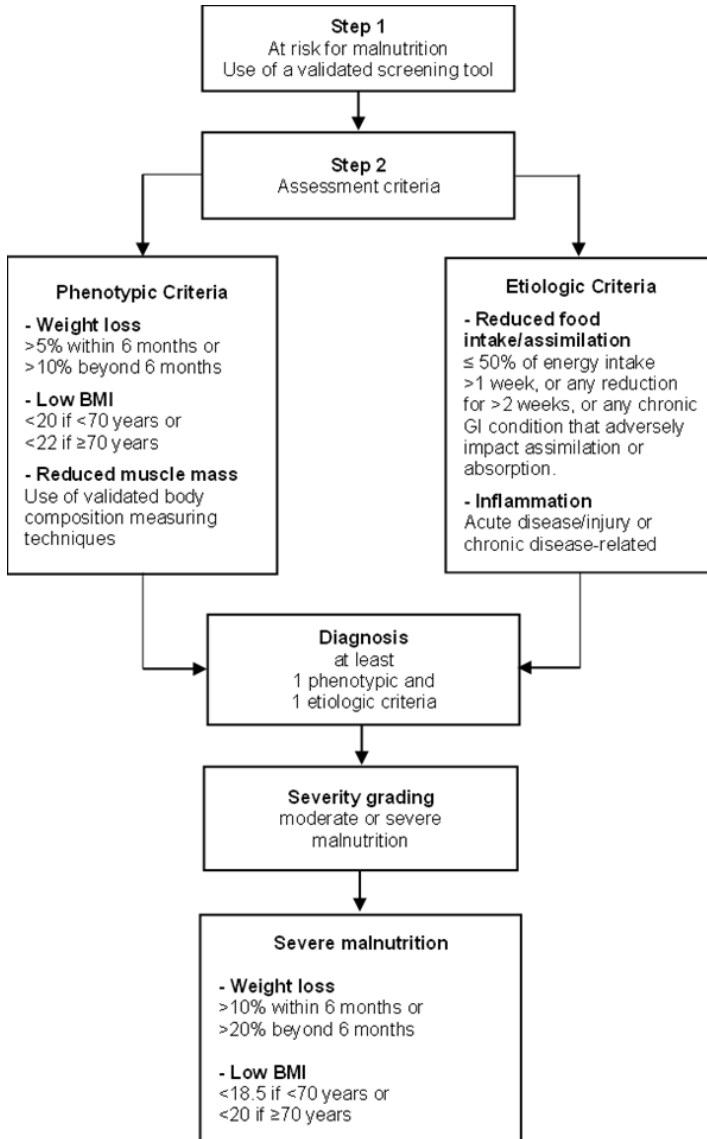 Step 1
At risk for malnutrition
Use of a validated screening tool
Step 2
Assessment criteria
Phenotypic Criteria
- Weight loss
>5% within 6 months or
>10% beyond 6 months
- Low BMI
<20 if <70 years or
<22 if ≥70 years
- Reduced muscle mass
Use of validated body
composition measuring
techniques
Etiologic Criteria
- Reduced food
intake/assimilation
≤ 50% of energy intake
>1 week, or any reduction
for >2 weeks, or any chronic
GI condition that adversely
impact assimilation or
absorption.
- Inflammation
Acute disease/injury or
chronic disease-related
Diagnosis
at least
1 phenotypic and
1 etiologic criteria
Severity grading
moderate or severe
malnutrition
Severe malnutrition
- Weight loss
>10% within 6 months or
>20% beyond 6 months
- Low BMI
<18.5 if <70 years or
<20 if ≥70 years